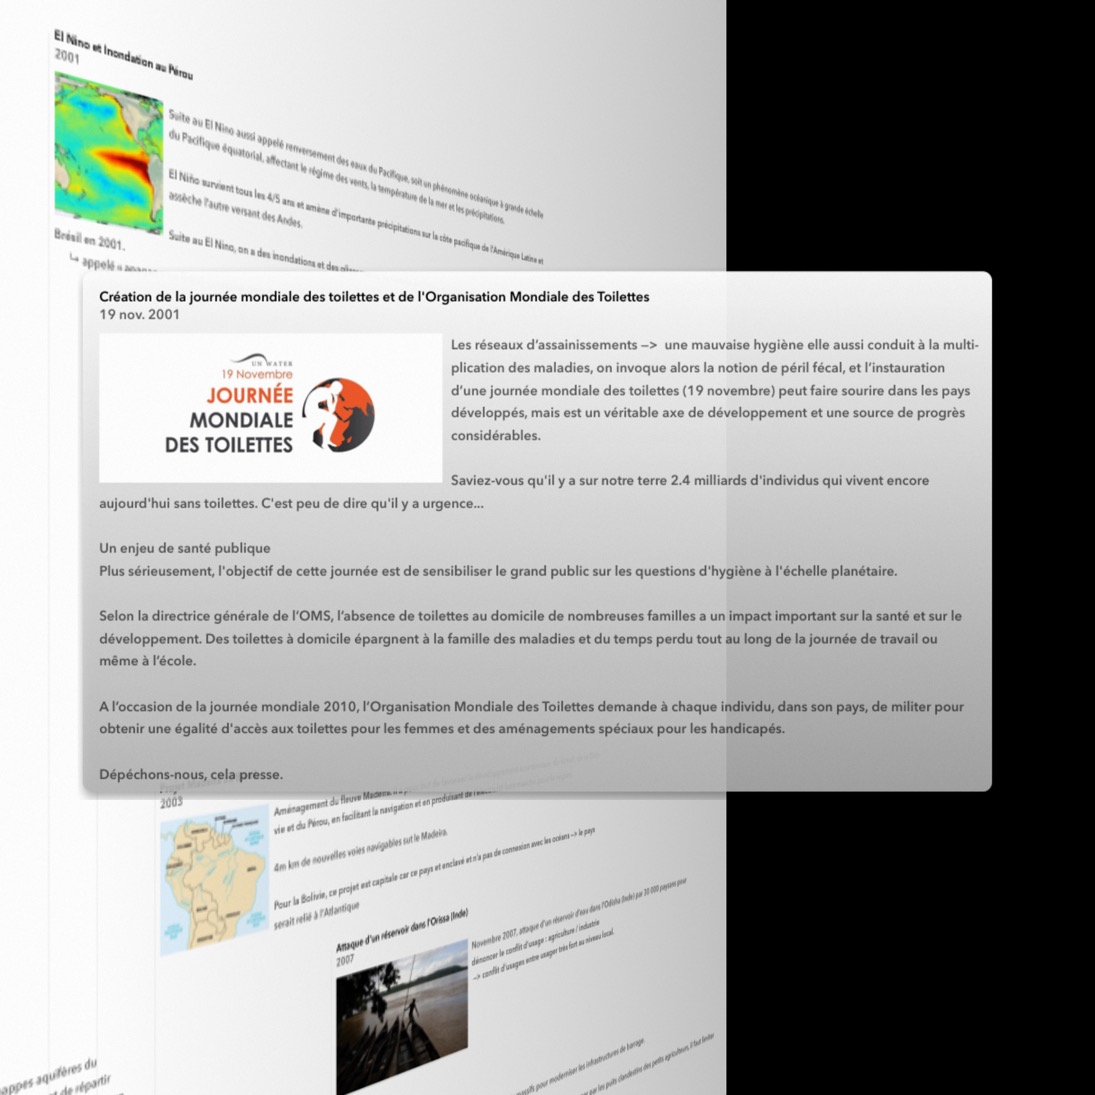 El Nino et Inondation au Pérou
2001
Suite au El Nino aussi appelé renversement des eaux du Pacifique, soit un phénomène océanique à grande échelle
du Pacifique équatorial, affectant le régime des vents, la température de la mer et les précipitations.
El Niño survient tous les 4/5 ans et amène d'importante précipitations sur la côte pacifique de l'Amérique Latine et
assèche l'autre versant des Andes.
Suite au El Nino, on a des inondations et des
Brésil en 2001.
↳ appelé «
Création de la journée mondiale des toilettes et de l'Organisation Mondiale des Toilettes
19 nov. 2001
UN WATER
19 Novembre
JOURNÉE
MONDIALE
DES TOILETTES
Les réseaux d’assainissements —> une mauvaise hygiène elle aussi conduit à la multi-
plication des maladies, on invoque alors la notion de péril fécal, et l’instauration
d’une journée mondiale des toilettes (19 novembre) peut faire sourire dans les pays
développés, mais est un véritable axe de développement et une source de progrès
considérables.
Saviez-vous qu'il y a sur notre terre 2.4 milliards d'individus qui vivent encore
aujourd'hui sans toilettes. C'est peu de dire qu'il y a urgence...
Un enjeu de santé publique
Plus sérieusement, l'objectif de cette journée est de sensibiliser le grand public sur les questions d'hygiène à l'échelle planétaire.
Selon la directrice générale de l’OMS, l’absence de toilettes au domicile de nombreuses familles a un impact important sur la santé et sur le
développement. Des toilettes à domicile épargnent à la famille des maladies et du temps perdu tout au long de la journée de travail ou
même à l’école.
A l’occasion de la journée mondiale 2010, l’Organisation Mondiale des Toilettes demande à chaque individu, dans son pays, de militer pour
obtenir une égalité d'accès aux toilettes pour les femmes et des aménagements spéciaux pour les handicapés.
Dépéchons-nous, cela presse.
2003
Aménagement du fleuve Madeira,
vie et du Pérou, en facilitant la navigation et en produisant de
4m km de nouvelles voies navigables sur le Madeira.
Pour la Bolivie, ce projet est capitale car ce pays et enclavé et n'a pas de connexion avec les océans —> le pays
serait relié à l'Atlantique
Attaque d'un réservoir dans l'Orissa (Inde)
2007
Novembre 2007, attaque d'un réservoir d'eau dans l'Odisha (Inde) par 30 000 paysans pour
dénoncer le conflit d'usage : agriculture / industrie
—> conflit d'usages entre usager très fort au niveau local.
pour moderniser les infrastructures de barrage.
par les puits clandestins des petits agriculteurs, il faut limiter
nappes aquifères du
de répartir